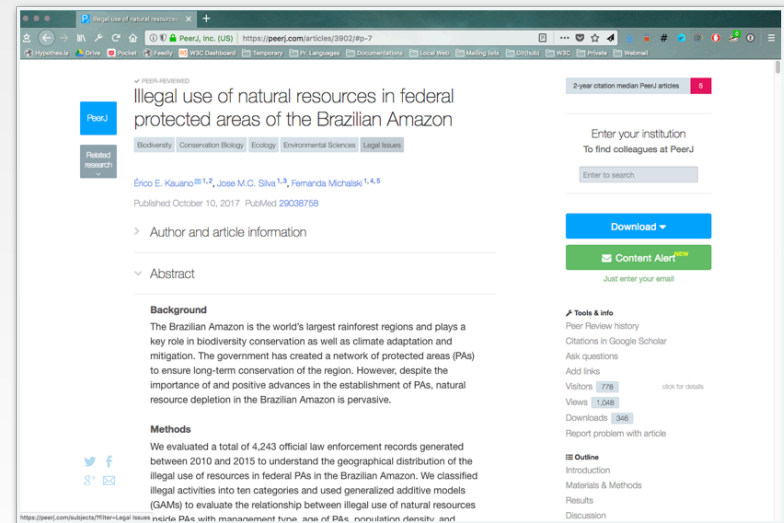 Illegal use of natural resources
PeerJ, Inc. (US) https://peerj.com/articles/3902/#p-7
Hypothes.is Drive Pocket Feedly W3C Dashboard Temporary Pr. Languages Documentations Local Web Mailing lists Git(hub) W3C Private Webmail
PEER-REVIEWED
Illegal use of natural resources in federal
protected areas of the Brazilian Amazon
Biodiversity Conservation Biology Ecology Environmental Sciences Legal Issues
Érico E. Kauano 1,2, Jose M.C. Silva 1,3, Fernanda Michalski 1,4,5
Published October 10, 2017 PubMed 29038758
Author and article information
Abstract
Background
The Brazilian Amazon is the world's largest rainforest regions and plays a
key role in biodiversity conservation as well as climate adaptation and
mitigation. The government has created a network of protected areas (PAs)
to ensure long-term conservation of the region. However, despite the
importance of and positive advances in the establishment of PAs, natural
resource depletion in the Brazilian Amazon is pervasive.
Methods
We evaluated a total of 4,243 official law enforcement records generated
between 2010 and 2015 to understand the geographical distribution of the
illegal use of resources in federal PAs in the Brazilian Amazon. We classified
illegal activities into ten categories and used generalized additive models
(GAMs) to evaluate the relationship between illegal use of natural resources
inside PAs with management type, age of PAs, population density, and
PeerJ
Related
research
https://peerj.com/subjects/?filter=Legal Issues
2-year citation median PeerJ articles 5
Enter your institution
To find colleagues at PeerJ
Enter to search
Download
Content Alert NEW
Just enter your email
Tools & info
Peer Review history
Citations in Google Scholar
Ask questions
Add links
Visitors 778 click for details
Views 1,048
Downloads 346
Report problem with article
Outline
Introduction
Materials & Methods
Results
Discussion